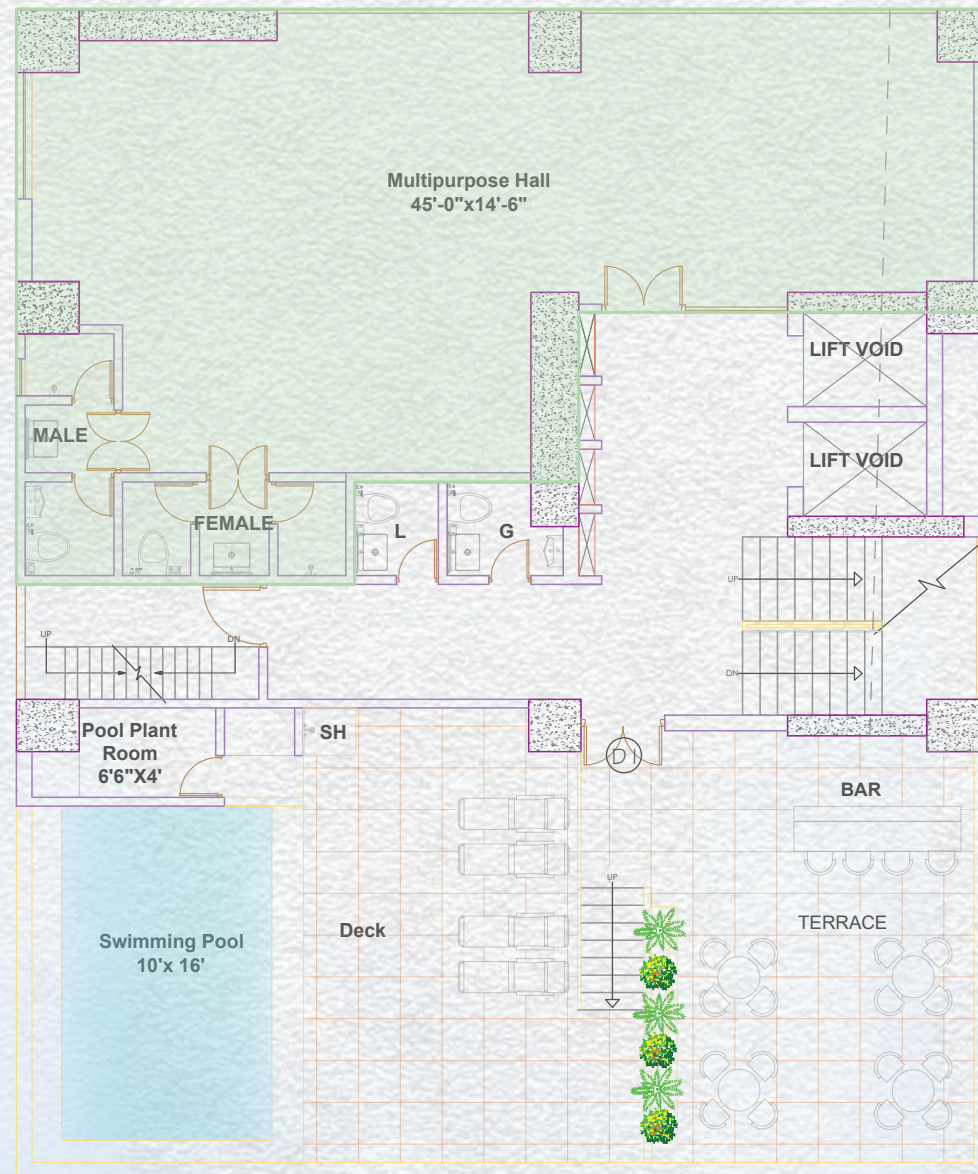 Multipurpose Hall
45'-0"x14'-6"
LIFT VOID
MALE
LIFT VOID
FEMALE
L
G
UP
UP
DN
DN
Pool Plant
Room
6'6"X4'
SH
D1
BAR
UP
TERRACE
Deck
Swimming Pool
10'x 16'